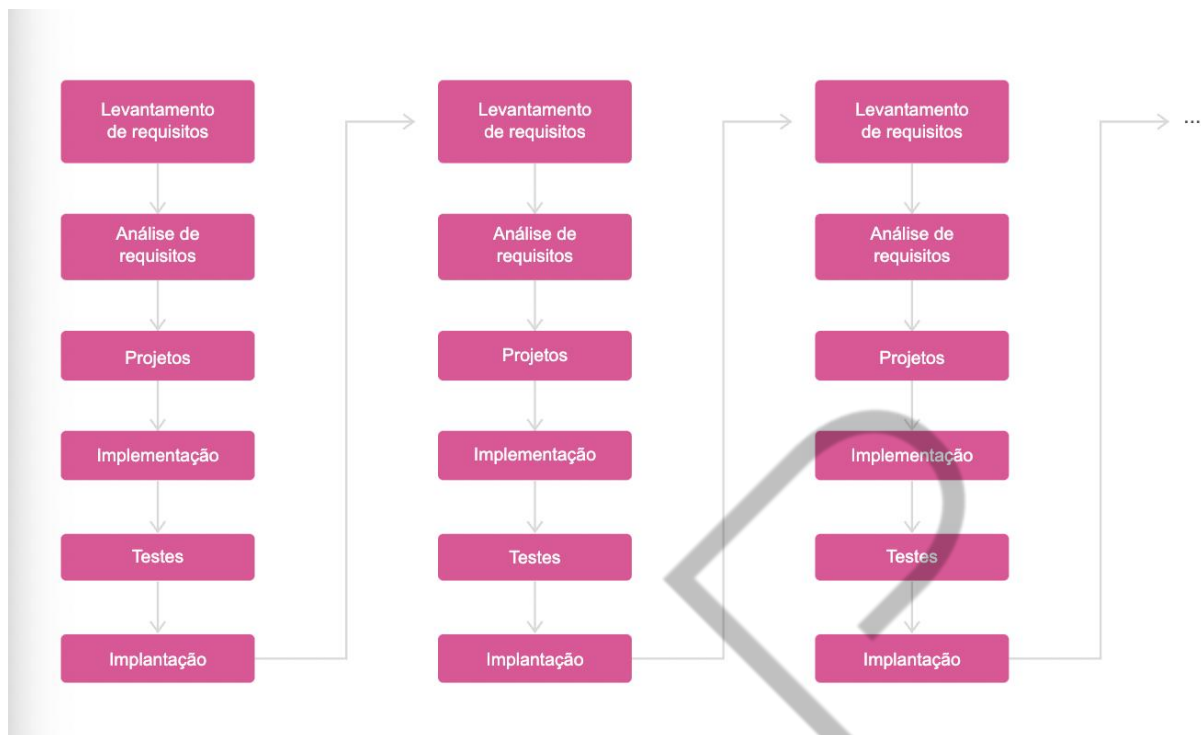 Levantamento
de requisitos
Análise de
requisitos
Projetos
Implementação
Testes
Implantação
Levantamento
de requisitos
Análise de
requisitos
Projetos
Implementação
Testes
Implantação
Levantamento
de requisitos
Análise de
requisitos
Projetos
Implementação
Testes
Implantação
...